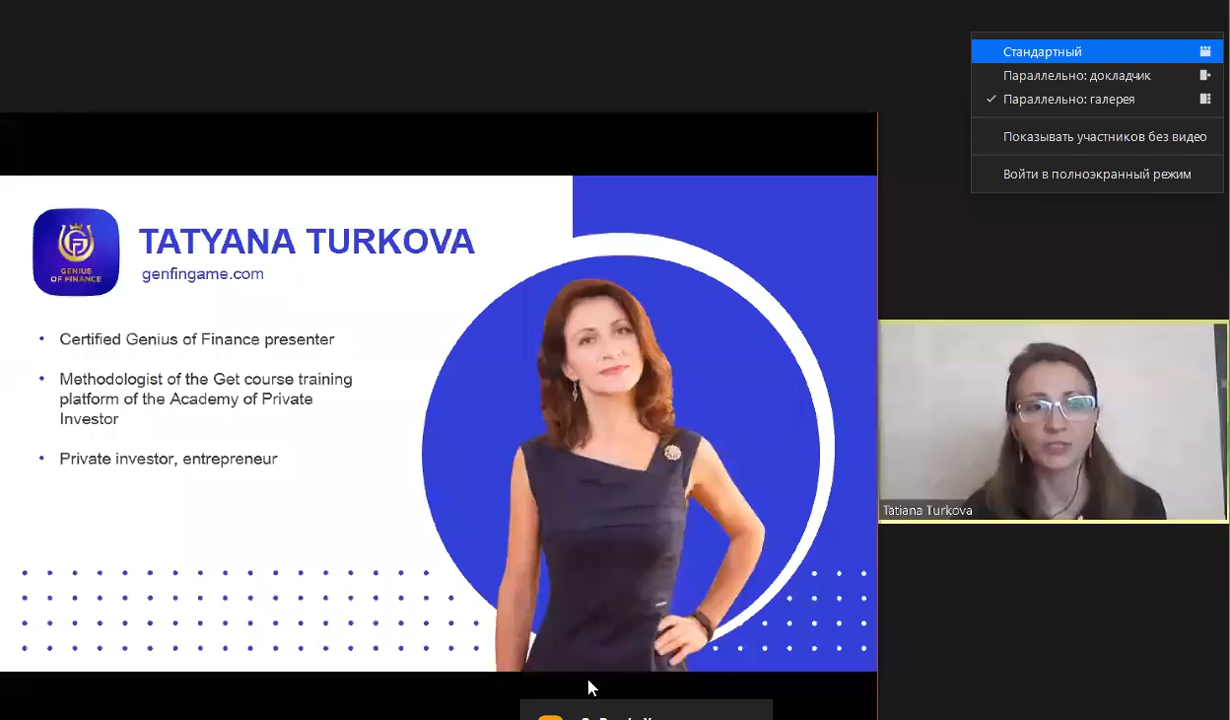 Стандартный
Параллельно: докладчик
Параллельно: галерея
Показывать участников без видео
Войти в полноэкранный режим
GENIUS
OF FINANCE
TATYANA TURKOVA
genfingame.com
• Certified Genius of Finance presenter
• Methodologist of the Get course training
platform of the Academy of Private
Investor
• Private investor, entrepreneur
Tatiana Turkova